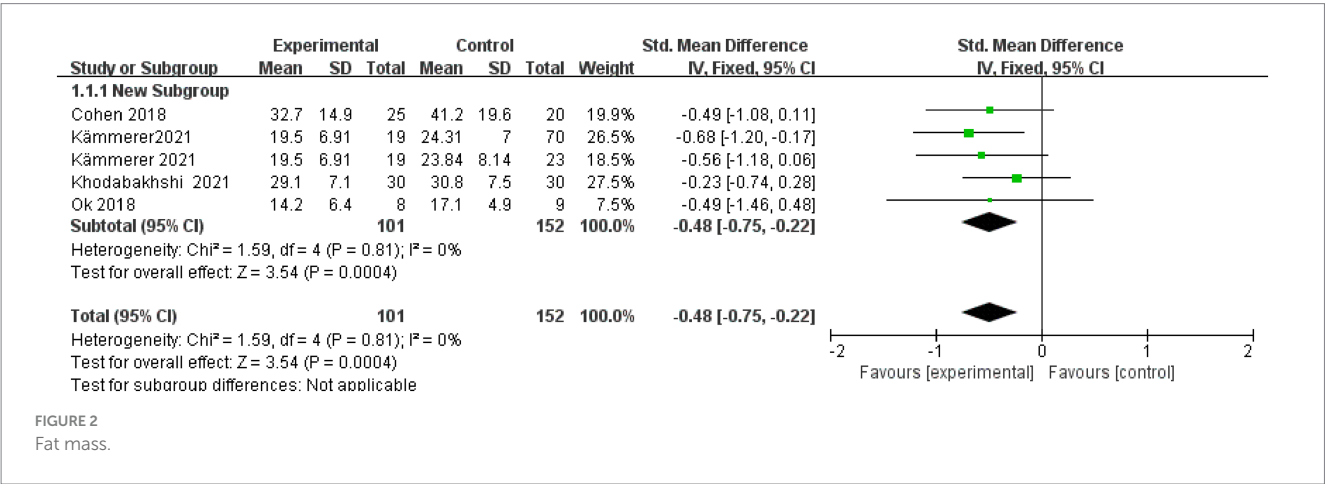 Experimental Control Std. Mean Difference Std. Mean Difference
Study or Subgroup Mean SD Total Mean SD Total Weight IV, Fixed, 95% CI IV, Fixed, 95% CI
1.1.1 New Subgroup
Cohen 2018 32.7 14.9 25 41.2 19.6 20 19.9% -0.49 [-1.08, 0.11]
Kämmerer2021 19.5 6.91 19 24.31 7 70 26.5% -0.68 [-1.20, -0.17]
Kämmerer 2021 19.5 6.91 19 23.84 8.14 23 18.5% -0.56 [-1.18, 0.06]
Khodabakhshi 2021 29.1 7.1 30 30.8 7.5 30 27.5% -0.23 [-0.74, 0.28]
Ok 2018 14.2 6.4 8 17.1 4.9 9 7.5% -0.49 [-1.46, 0.48]
Subtotal (95% CI) 101 152 100.0% -0.48 [-0.75, -0.22]
Heterogeneity: Chi² = 1.59, df = 4 (P = 0.81); I² = 0%
Test for overall effect: Z = 3.54 (P = 0.0004)
Total (95% CI) 101 152 100.0% -0.48 [-0.75, -0.22]
Heterogeneity: Chi² = 1.59, df = 4 (P = 0.81); I² = 0%
Test for overall effect: Z = 3.54 (P = 0.0004)
Test for subgroup differences: Not applicable
-2 -1 0 1 2
Favours [experimental] Favours [control]
FIGURE 2
Fat mass.